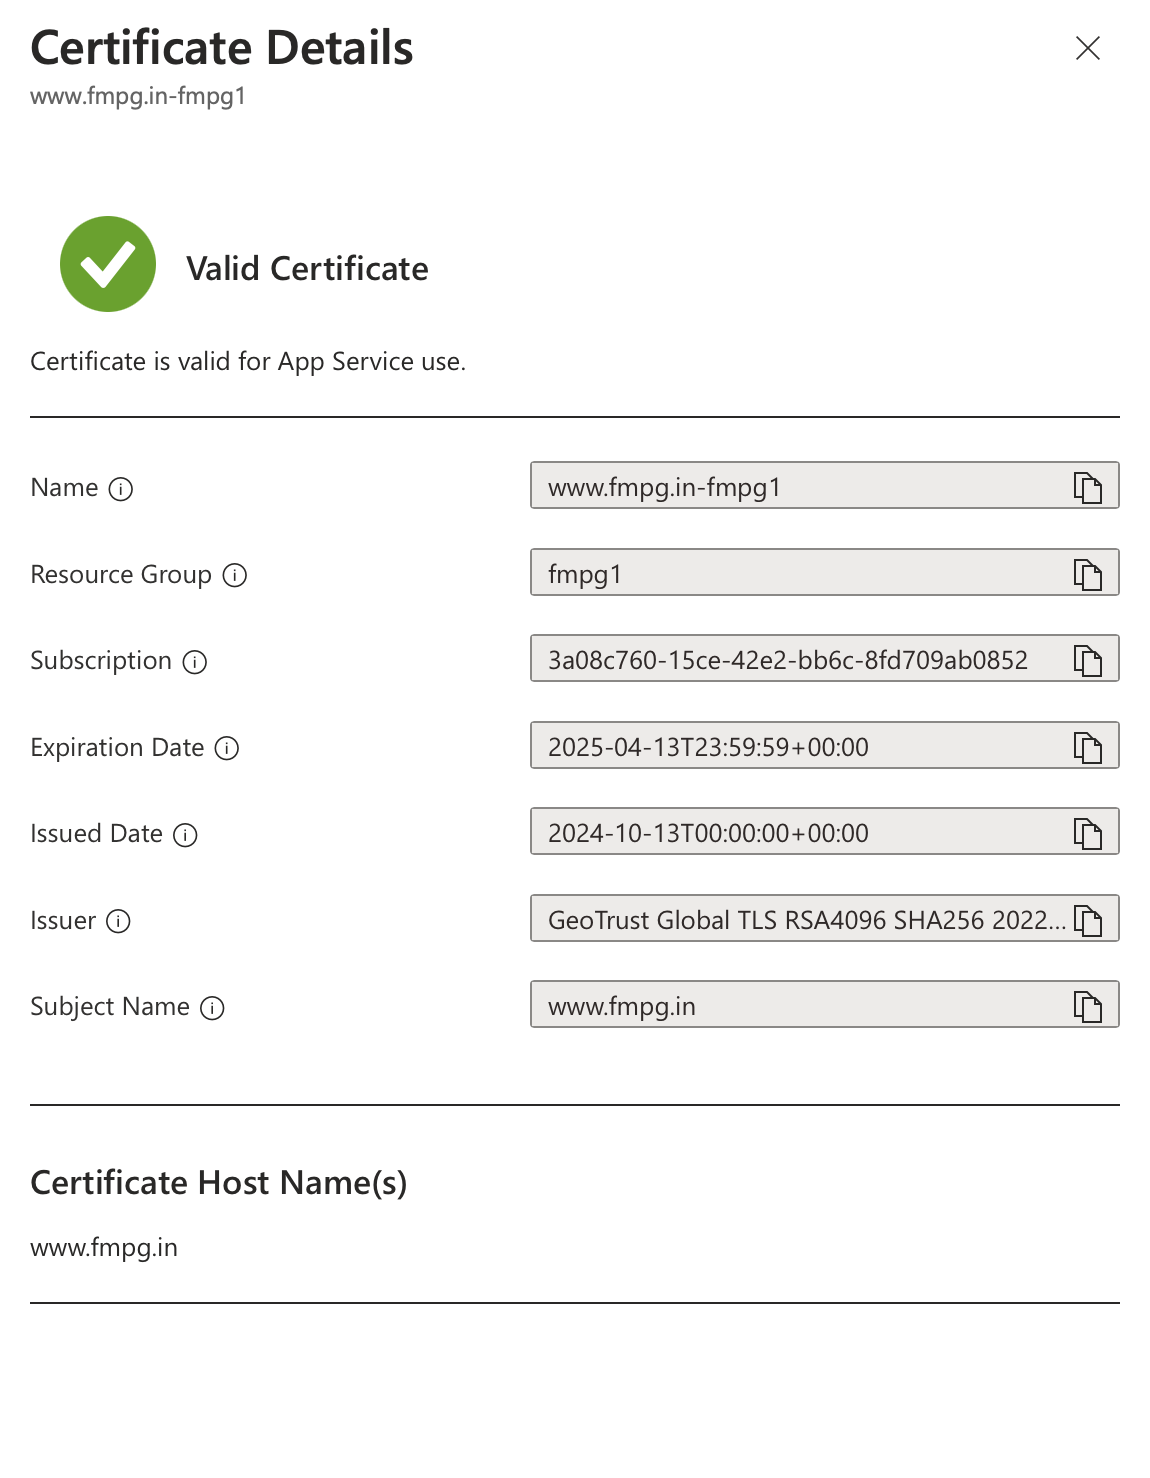 Certificate Details
www.fmpg.in-fmpg1
Valid Certificate
Certificate is valid for App Service use.
Name www.fmpg.in-fmpg1
Resource Group fmpg1
Subscription 3a08c760-15ce-42e2-bb6c-8fd709ab0852
Expiration Date 2025-04-13T23:59:59+00:00
Issued Date 2024-10-13T00:00:00+00:00
Issuer GeoTrust Global TLS RSA4096 SHA256 2022...
Subject Name www.fmpg.in
Certificate Host Name(s)
www.fmpg.in